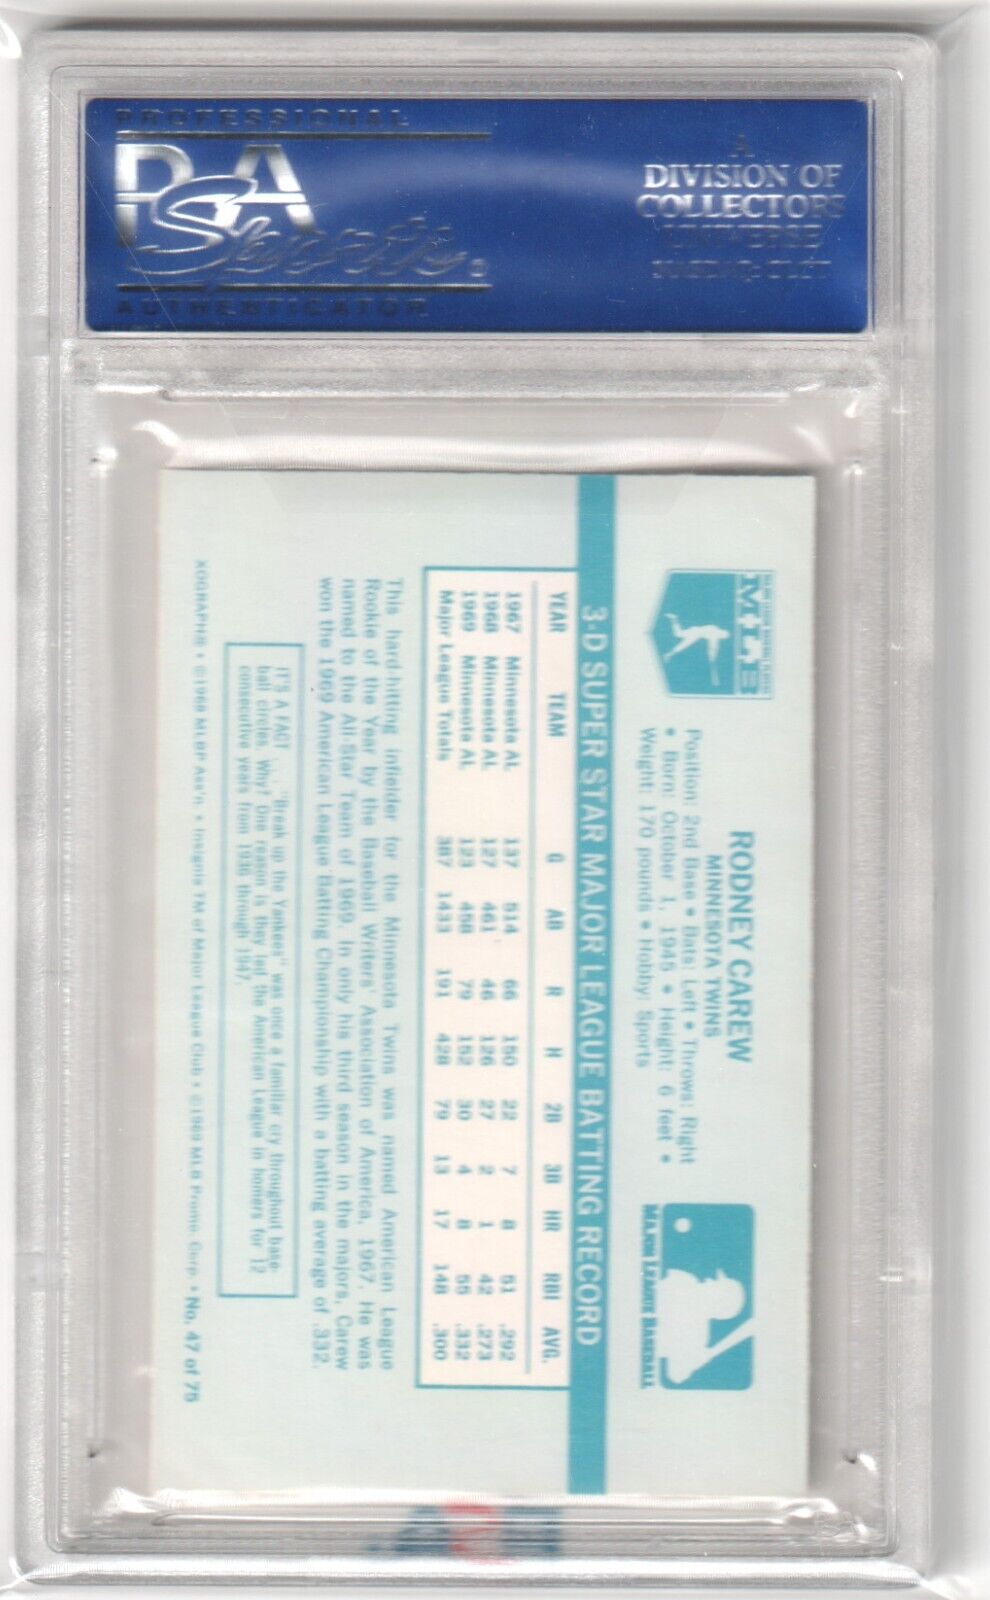 PROFESSIONAL
PSA
Sports
AUTHENTICATOR
A
DIVISION OF
COLLECTORS
UNIVERSE
NASDAQ: CLCT
RODNEY CAREW
MINNESOTA TWINS
Position: 2nd Base • Bats: Left • Throws: Right
• Born: October 1, 1945 • Height: 6 feet •
Weight: 170 pounds • Hobby: Sports
MAJOR LEAGUE BASEBALL
3-D SUPER STAR MAJOR LEAGUE BATTING RECORD
YEAR TEAM G AB R H 2B 3B HR RBI AVG.
1967 Minnesota AL 137 514 66 150 22 7 8 51 .292
1968 Minnesota AL 127 461 46 126 27 2 1 42 .273
1969 Minnesota AL 123 458 79 152 30 4 8 55 .332
Major League Totals 387 1433 191 428 79 13 17 148 .300
This hard-hitting infielder for the Minnesota Twins was named American League
Rookie of the Year by the Baseball Writers' Association of America, 1967. He was
named to the All-Star Team of 1969. In only his third season in the majors, Carew
won the 1969 American League Batting Championship with a batting average of .332.
IT'S A FACT . . . "Break up the Yankees" was once a familiar cry throughout base-
ball circles. Why? One reason is they led the American League in homers for 12
consecutive years from 1936 through 1947.
XOGRAPH® • ©1968 MLBP Ass'n. • Insignia TM of Major League Club • ©1969 MLB Promo. Corp. • No. 47 of 75